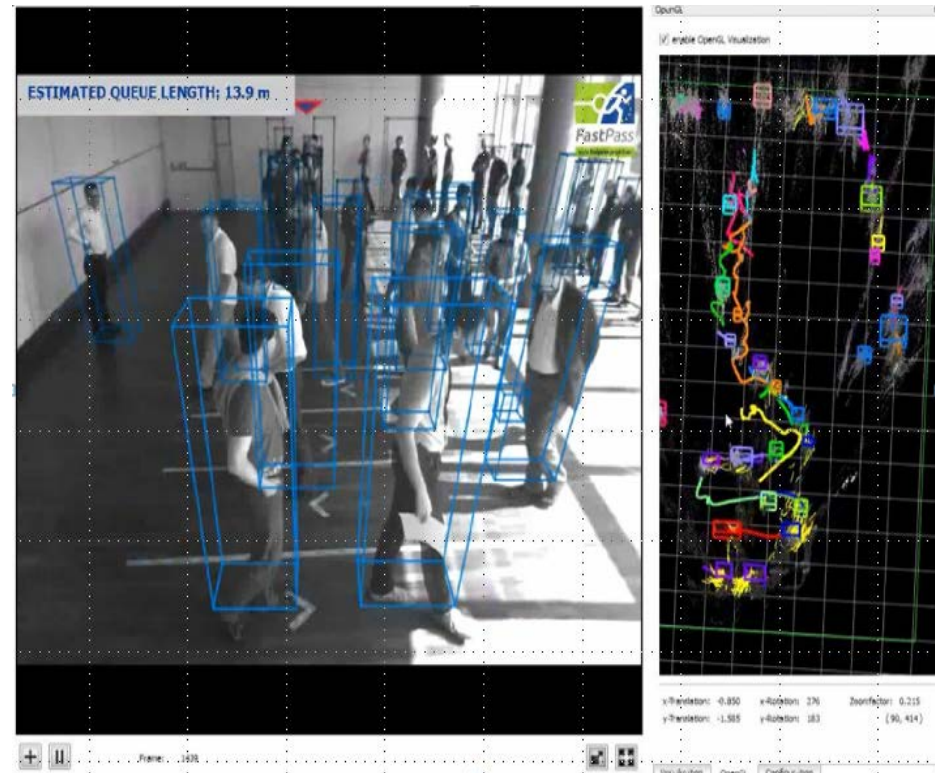 OpenGL
enable OpenGL Visualization
ESTIMATED QUEUE LENGTH: 13.9 m
FastPass
x-Translation: -0.850 x-Rotation: 276 Zoomfactor: 0.215
y-Translation: -1.585 y-Rotation: 183 (90, 414)
Frame:
OpenGL